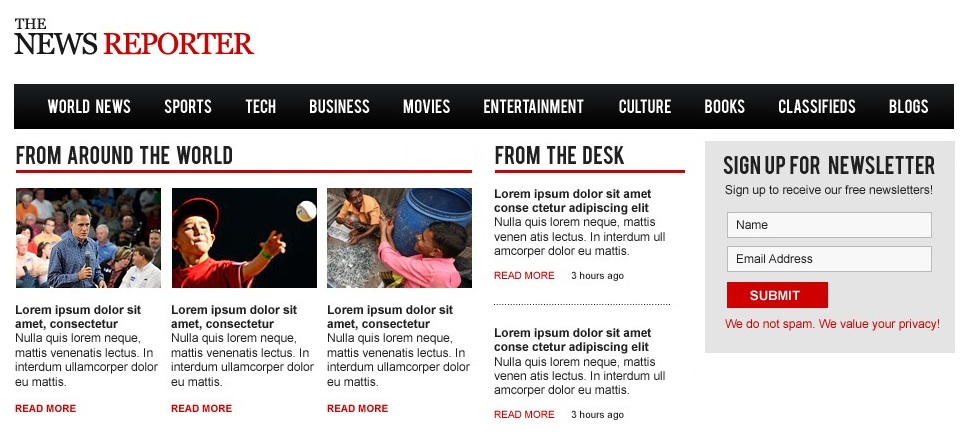 THE
NEWS REPORTER
WORLD NEWS SPORTS TECH BUSINESS MOVIES ENTERTAINMENT CULTURE BOOKS CLASSIFIEDS BLOGS
FROM AROUND THE WORLD
Lorem ipsum dolor sit
amet, consectetur
Nulla quis lorem neque,
mattis venenatis lectus. In
interdum ullamcorper dolor
eu mattis.
READ MORE
Lorem ipsum dolor sit
amet, consectetur
Nulla quis lorem neque,
mattis venenatis lectus. In
interdum ullamcorper dolor
eu mattis.
READ MORE
Lorem ipsum dolor sit
amet, consectetur
Nulla quis lorem neque,
mattis venenatis lectus. In
interdum ullamcorper dolor
eu mattis.
READ MORE
FROM THE DESK
Lorem ipsum dolor sit amet
conse ctetur adipiscing elit
Nulla quis lorem neque, mattis
venen atis lectus. In interdum ull
amcorper dolor eu mattis.
READ MORE 3 hours ago
Lorem ipsum dolor sit amet
conse ctetur adipiscing elit
Nulla quis lorem neque, mattis
venen atis lectus. In interdum ull
amcorper dolor eu mattis.
READ MORE 3 hours ago
SIGN UP FOR NEWSLETTER
Sign up to receive our free newsletters!
Name
Email Address
SUBMIT
We do not spam. We value your privacy!